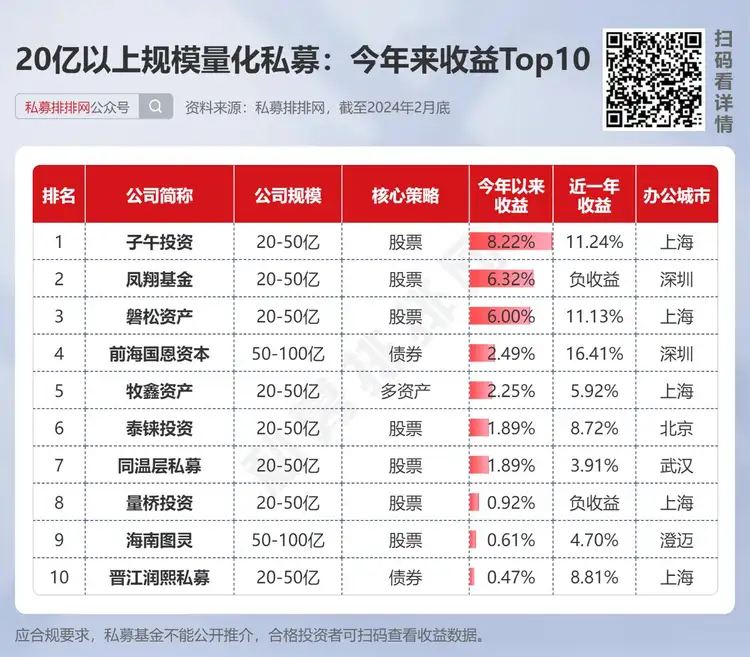 20亿以上规模量化私募：今年来收益Top10
扫码看详情
私募排排网公众号
资料来源：私募排排网，截至2024年2月底
排名 公司简称 公司规模 核心策略 今年以来收益 近一年收益 办公城市
1 子午投资 20-50亿 股票 8.22% 11.24% 上海
2 凤翔基金 20-50亿 股票 6.32% 负收益 深圳
3 磐松资产 20-50亿 股票 6.00% 11.13% 上海
4 前海国恩资本 50-100亿 债券 2.49% 16.41% 深圳
5 牧鑫资产 20-50亿 多资产 2.25% 5.92% 上海
6 泰铼投资 20-50亿 股票 1.89% 8.72% 北京
7 同温层私募 20-50亿 股票 1.89% 3.91% 武汉
8 量桥投资 20-50亿 股票 0.92% 负收益 上海
9 海南图灵 50-100亿 股票 0.61% 4.70% 澄迈
10 晋江润熙私募 20-50亿 债券 0.47% 8.81% 上海
私募排排网
应合规要求，私募基金不能公开推介，合格投资者可扫码查看收益数据。